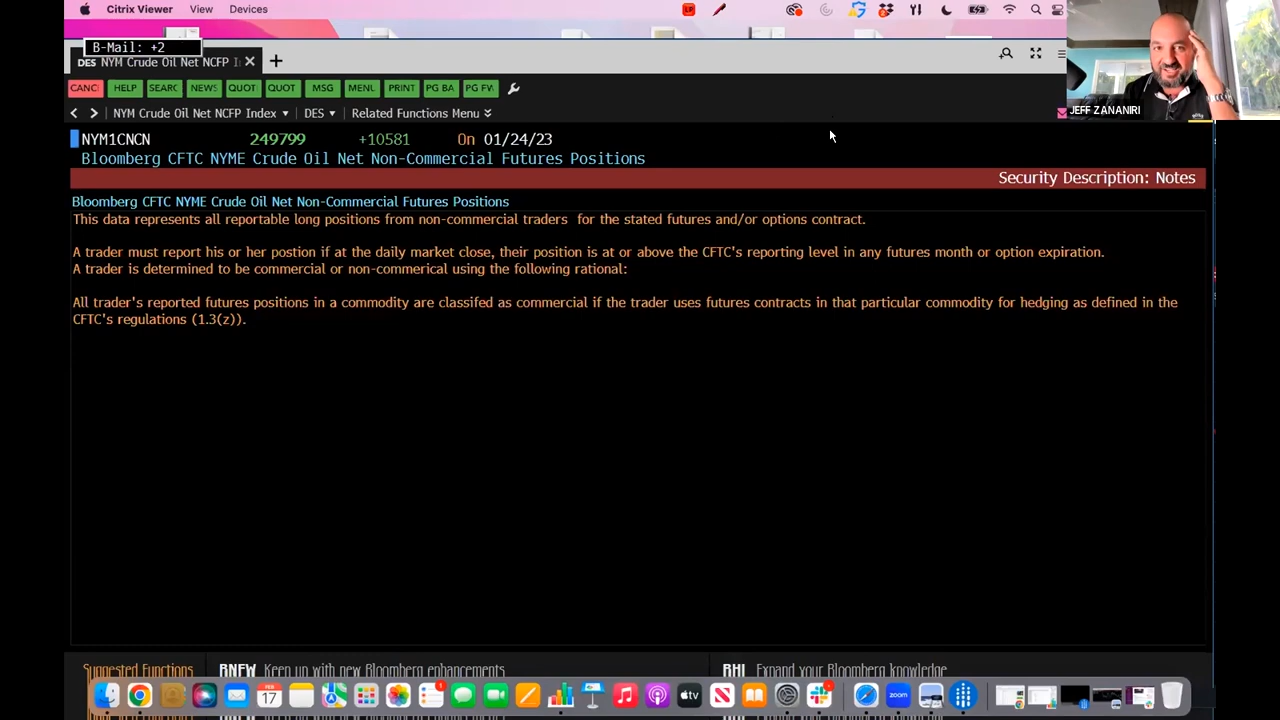 Citrix Viewer View Devices
B-Mail: +2
DES NYM Crude Oil Net NCFP I
CANC HELP SEARC NEWS QUOT QUOT MSG MENU PRINT PG BA PG FW
NYM Crude Oil Net NCFP Index DES Related Functions Menu
JEFF ZANANIRI
NYM1CNCN 249799 +10581 On 01/24/23
Bloomberg CFTC NYME Crude Oil Net Non-Commercial Futures Positions
Security Description: Notes
Bloomberg CFTC NYME Crude Oil Net Non-Commercial Futures Positions
This data represents all reportable long positions from non-commercial traders for the stated futures and/or options contract.
A trader must report his or her postion if at the daily market close, their position is at or above the CFTC's reporting level in any futures month or option expiration.
A trader is determined to be commercial or non-commerical using the following rational:
All trader's reported futures positions in a commodity are classifed as commercial if the trader uses futures contracts in that particular commodity for hedging as defined in the
CFTC's regulations (1.3(z)).
Suggested Functions BNFW Keep up with new Bloomberg enhancements BHL Expand your Bloomberg knowledge
FEB
17
tv
zoom